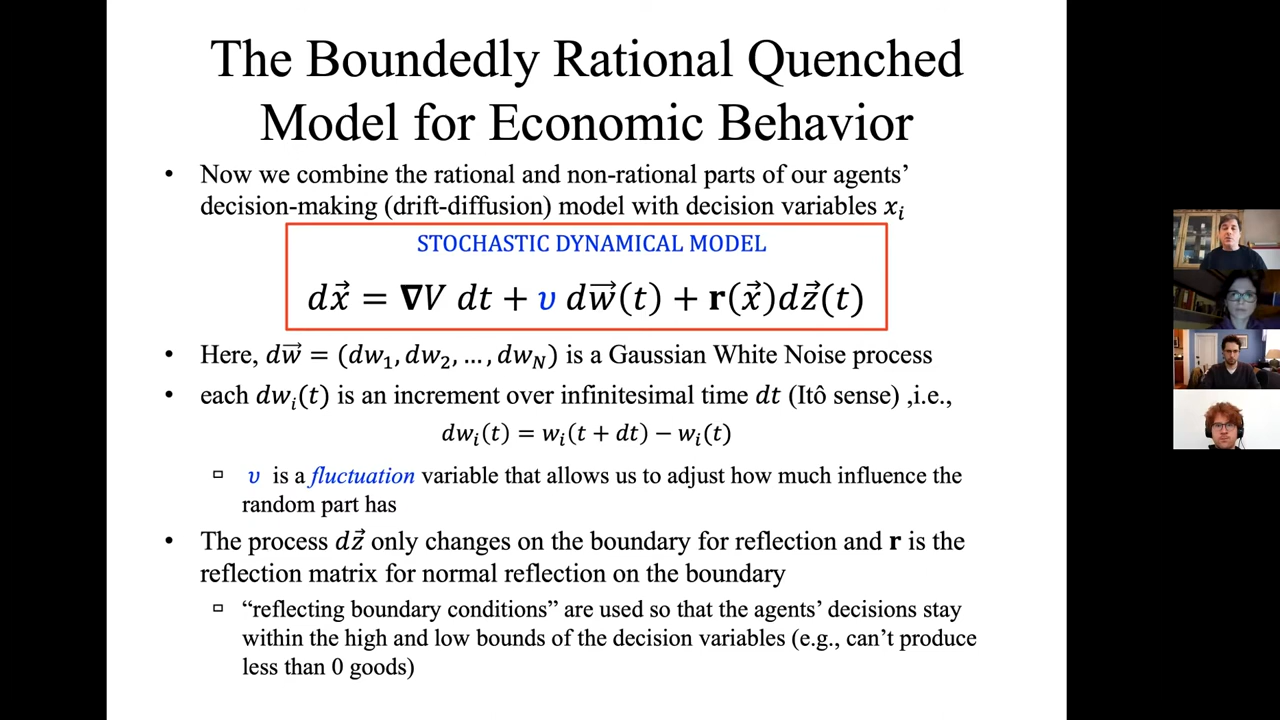 The Boundedly Rational Quenched
Model for Economic Behavior
• Now we combine the rational and non-rational parts of our agents’
decision-making (drift-diffusion) model with decision variables 𝑥ᵢ
STOCHASTIC DYNAMICAL MODEL
𝑑𝑥⃗ = 𝛁𝑉 𝑑𝑡 + 𝜐 𝑑𝑤⃗(𝑡) + 𝐫(𝑥⃗)𝑑𝑧⃗(𝑡)
• Here, 𝑑𝑤⃗ = (𝑑𝑤₁, 𝑑𝑤₂, …, 𝑑𝑤_N) is a Gaussian White Noise process
• each 𝑑𝑤ᵢ(𝑡) is an increment over infinitesimal time 𝑑𝑡 (Itô sense) ,i.e.,
𝑑𝑤ᵢ(𝑡) = 𝑤ᵢ(𝑡 + 𝑑𝑡) − 𝑤ᵢ(𝑡)
▫ 𝜐 is a fluctuation variable that allows us to adjust how much influence the
random part has
• The process 𝑑𝑧⃗ only changes on the boundary for reflection and 𝐫 is the
reflection matrix for normal reflection on the boundary
▫ “reflecting boundary conditions” are used so that the agents’ decisions stay
within the high and low bounds of the decision variables (e.g., can’t produce
less than 0 goods)